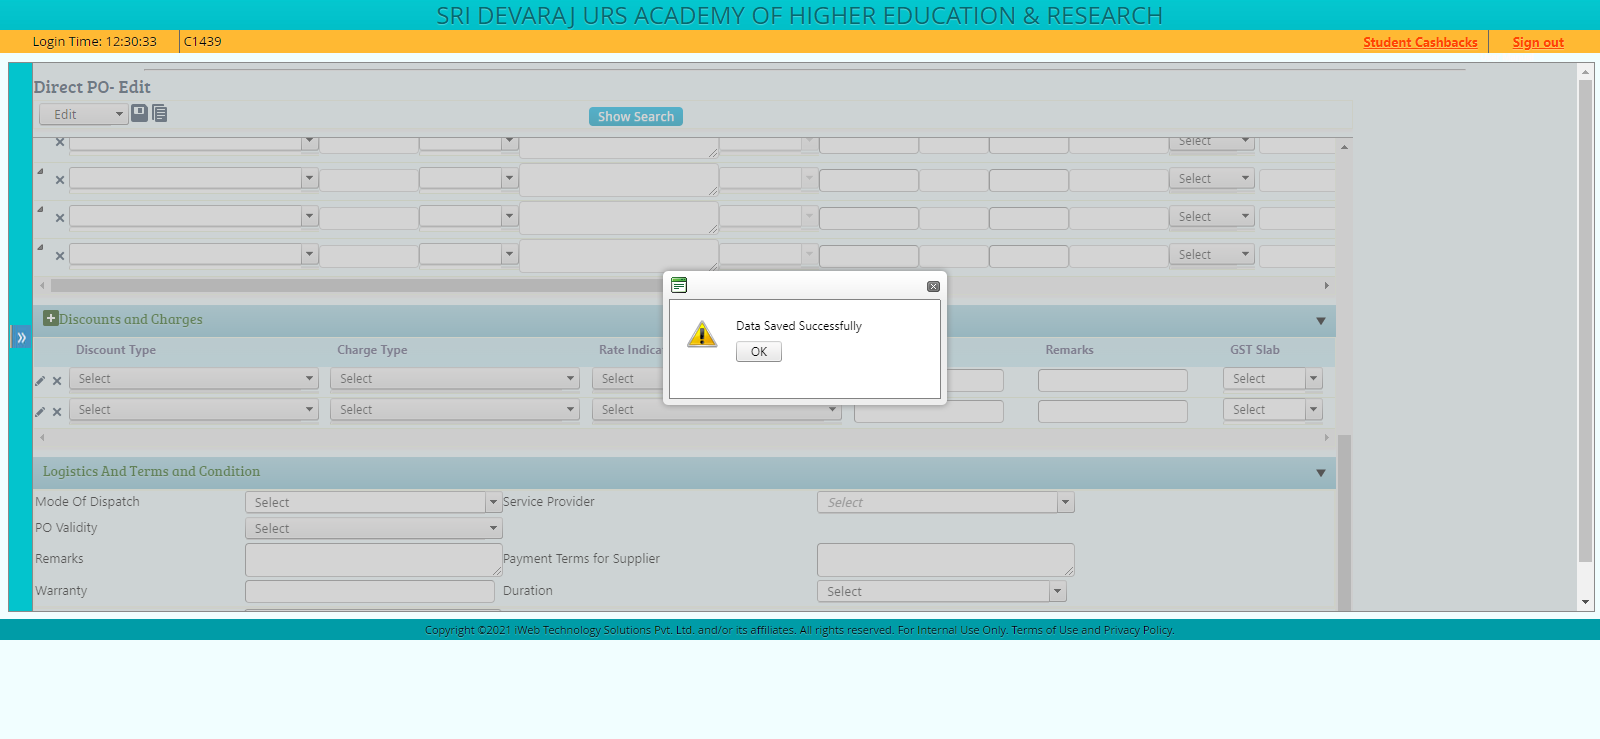 SRI DEVARAJ URS ACADEMY OF HIGHER EDUCATION & RESEARCH
Login Time: 12:30:33 C1439 Student Cashbacks Sign out
Direct PO- Edit
Edit Show Search
Select
Select
Select
Select
Discounts and Charges
Discount Type Charge Type Rate Indica Remarks GST Slab
Select Select Select Select
Select Select Select Select
Data Saved Successfully
OK
Logistics And Terms and Condition
Mode Of Dispatch Select Service Provider Select
PO Validity Select
Remarks Payment Terms for Supplier
Warranty Duration Select
Copyright ©2021 iWeb Technology Solutions Pvt. Ltd. and/or its affiliates. All rights reserved. For Internal Use Only. Terms of Use and Privacy Policy.